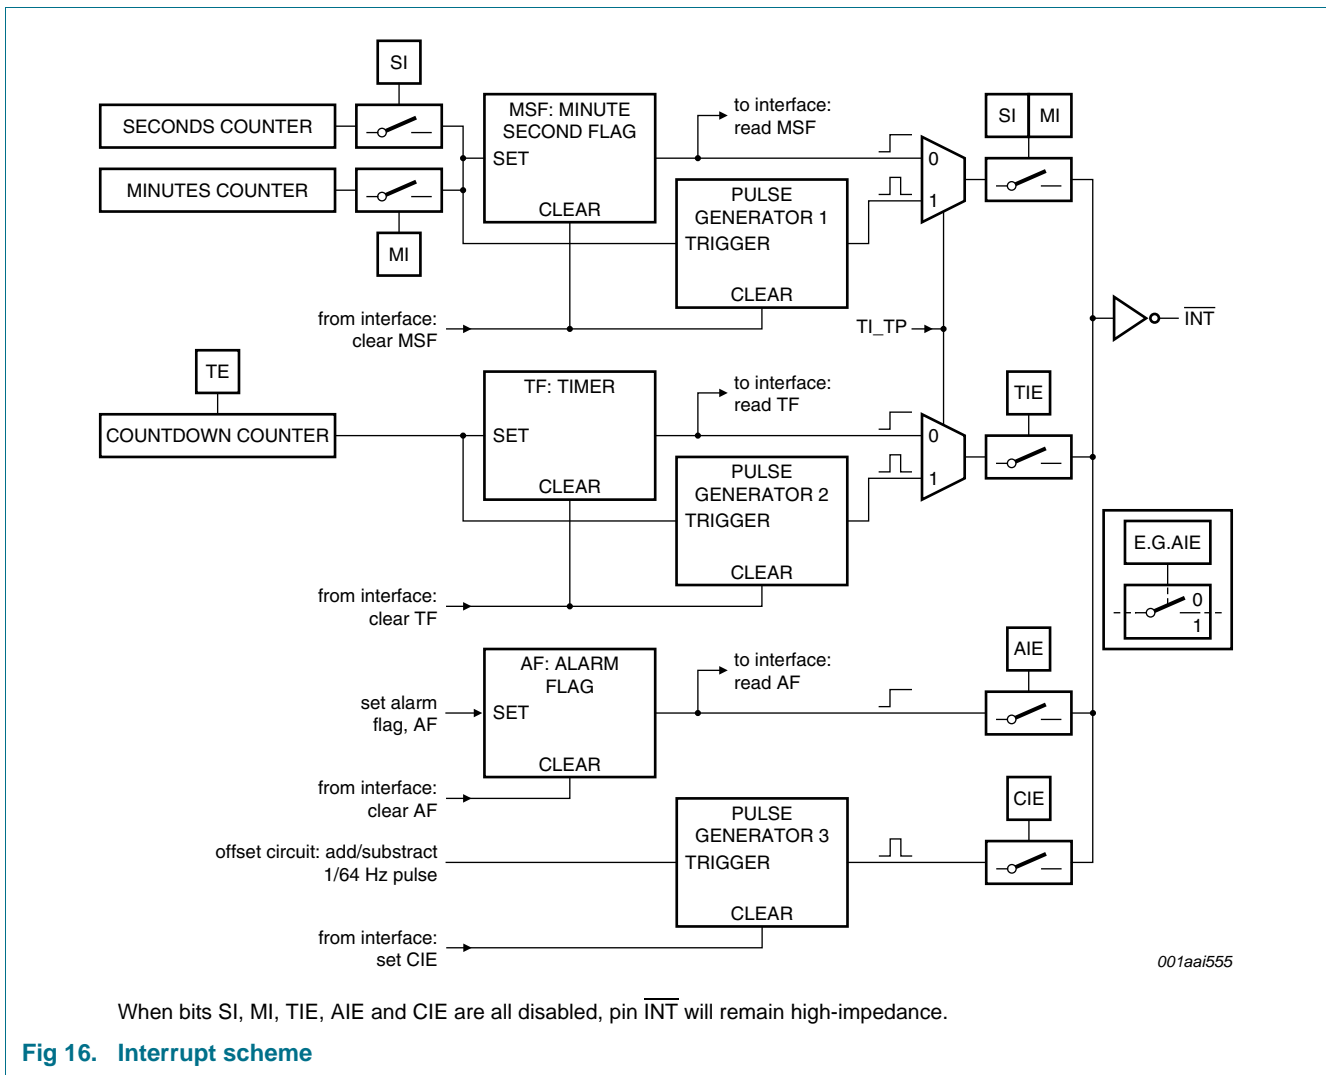 SI
SECONDS COUNTER
MINUTES COUNTER
MI
MSF: MINUTE
SECOND FLAG
SET
CLEAR
to interface:
read MSF
PULSE
GENERATOR 1
TRIGGER
CLEAR
from interface:
clear MSF
0
1
SI MI
TI_TP
INT
TE
COUNTDOWN COUNTER
TF: TIMER
SET
CLEAR
to interface:
read TF
PULSE
GENERATOR 2
TRIGGER
CLEAR
from interface:
clear TF
0
1
TIE
E.G.AIE
0
1
AF: ALARM
FLAG
SET
CLEAR
set alarm
flag, AF
to interface:
read AF
AIE
from interface:
clear AF
PULSE
GENERATOR 3
TRIGGER
CLEAR
offset circuit: add/substract
1/64 Hz pulse
CIE
from interface:
set CIE
001aai555
When bits SI, MI, TIE, AIE and CIE are all disabled, pin INT will remain high-impedance.
Fig 16. Interrupt scheme